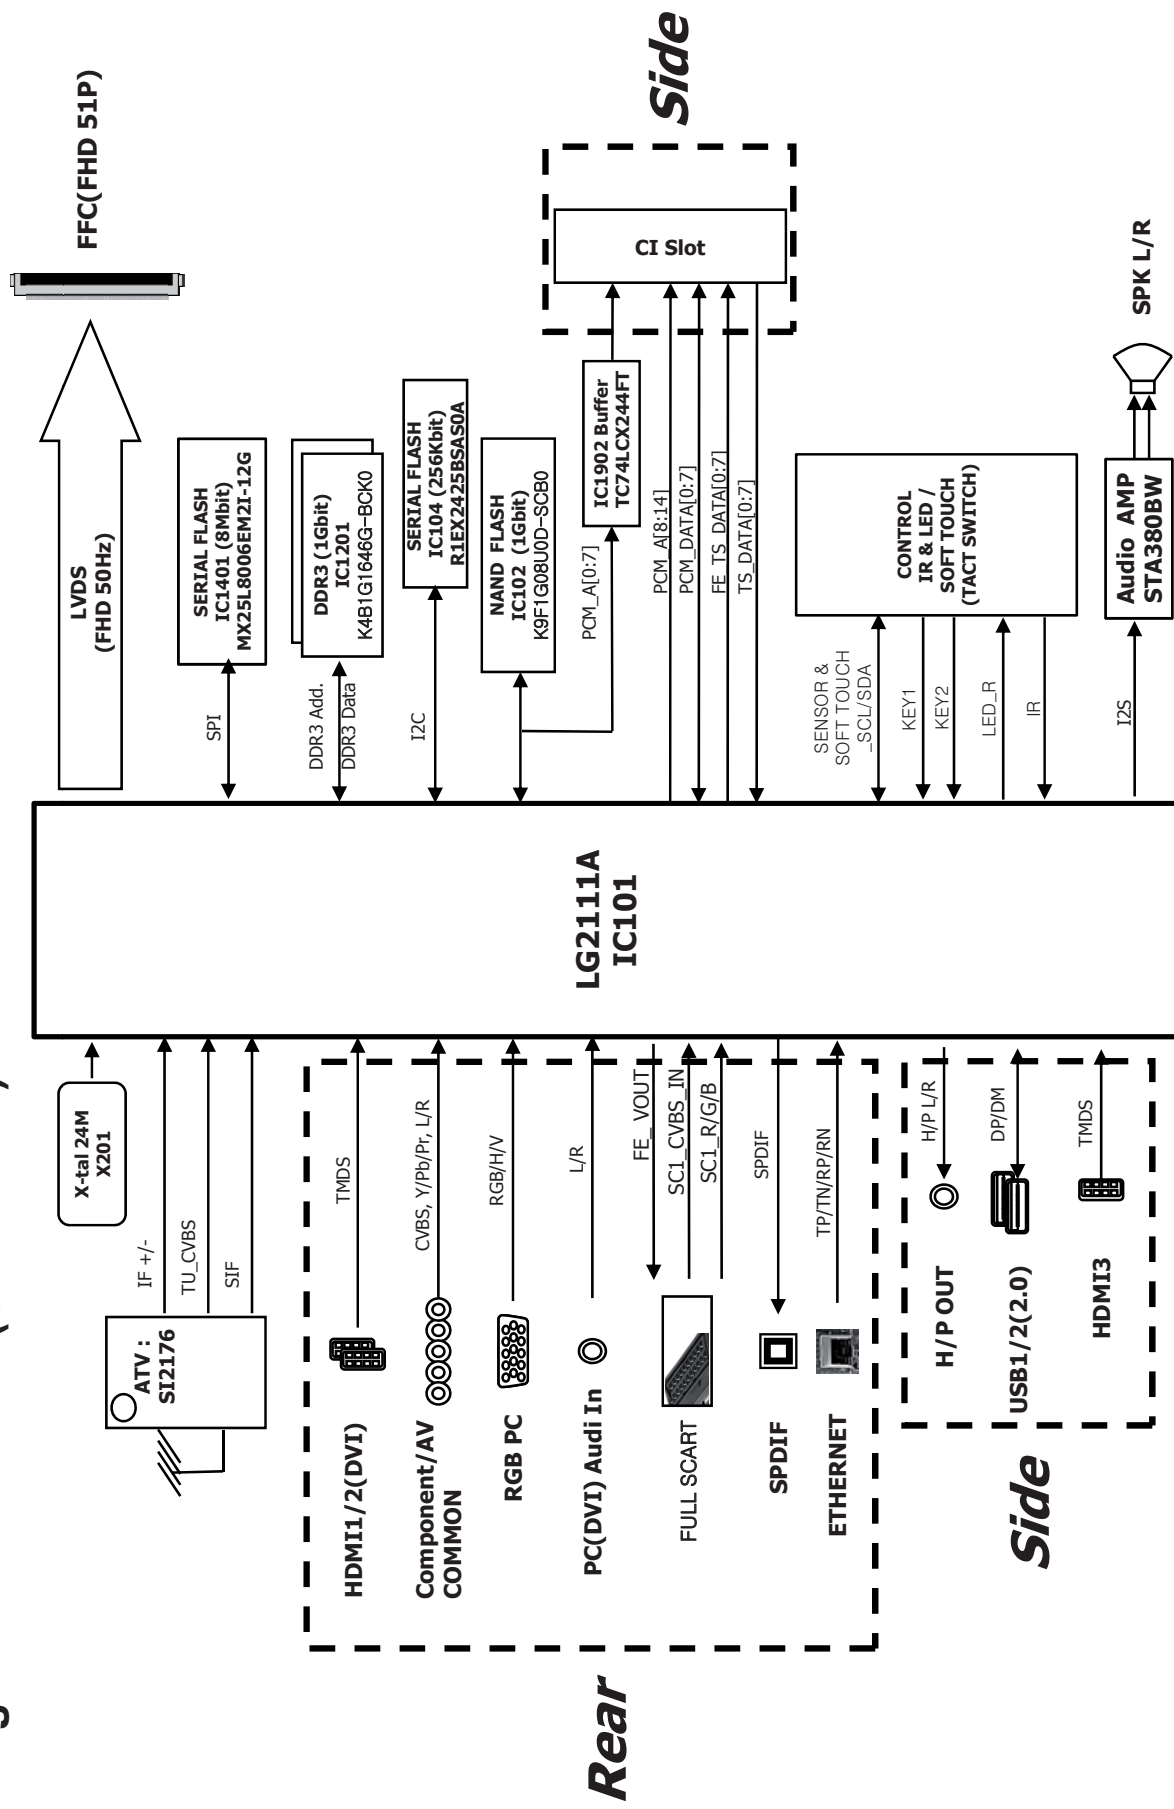 X-tal 24M
X201
ATV :
SI2176
IF +/-
TU_CVBS
SIF
Rear
HDMI1/2(DVI)
TMDS
Component/AV
COMMON
CVBS, Y/Pb/Pr, L/R
RGB PC
RGB/H/V
PC(DVI) Audi In
L/R
FULL SCART
FE_ VOUT
SC1_CVBS_IN
SC1_R/G/B
SPDIF
SPDIF
ETHERNET
TP/TN/RP/RN
Side
H/P OUT
H/P L/R
USB1/2(2.0)
DP/DM
HDMI3
TMDS
LG2111A
IC101
LVDS
(FHD 50Hz)
FFC(FHD 51P)
SPI
SERIAL FLASH
IC1401 (8Mbit)
MX25L8006EM2I-12G
DDR3 Add.
DDR3 Data
DDR3 (1Gbit)
IC1201
K4B1G1646G-BCK0
I2C
SERIAL FLASH
IC104 (256Kbit)
R1EX2425BSAS0A
NAND FLASH
IC102 (1Gbit)
K9F1G08U0D-SCB0
PCM_A[0:7]
IC1902 Buffer
TC74LCX244FT
PCM_A[8:14]
PCM_DATA[0:7]
FE_TS_DATA[0:7]
TS_DATA[0:7]
CI Slot
Side
SENSOR &
SOFT TOUCH
_SCL/SDA
KEY1
KEY2
LED_R
IR
CONTROL
IR & LED /
SOFT TOUCH
(TACT SWITCH)
I2S
Audio AMP
STA380BW
SPK L/R